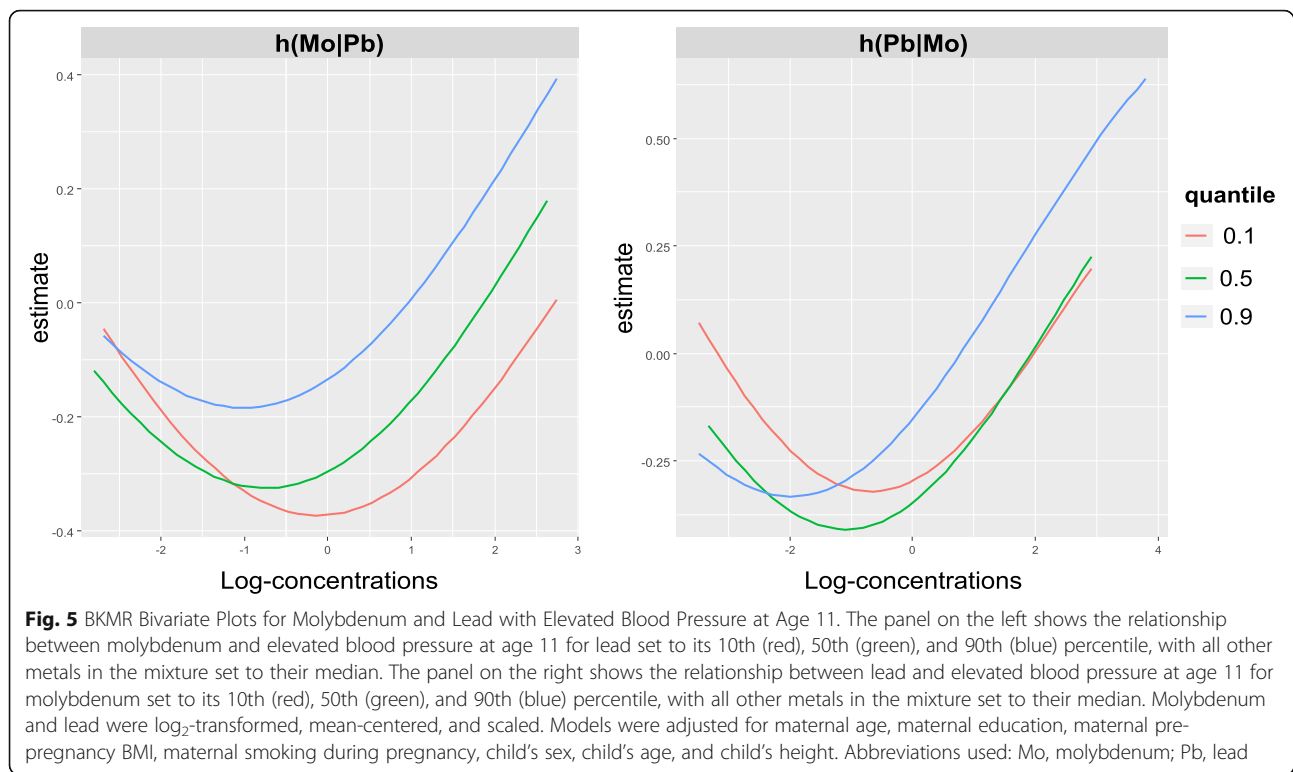 h(Mo|Pb)
0.4
0.2
0.0
-0.2
-0.4
estimate
-2 -1 0 1 2 3
Log-concentrations
h(Pb|Mo)
0.50
0.25
0.00
-0.25
estimate
-2 0 2 4
Log-concentrations
quantile
0.1
0.5
0.9
Fig. 5 BKMR Bivariate Plots for Molybdenum and Lead with Elevated Blood Pressure at Age 11. The panel on the left shows the relationship
between molybdenum and elevated blood pressure at age 11 for lead set to its 10th (red), 50th (green), and 90th (blue) percentile, with all other
metals in the mixture set to their median. The panel on the right shows the relationship between lead and elevated blood pressure at age 11 for
molybdenum set to its 10th (red), 50th (green), and 90th (blue) percentile, with all other metals in the mixture set to their median. Molybdenum
and lead were log₂-transformed, mean-centered, and scaled. Models were adjusted for maternal age, maternal education, maternal pre-
pregnancy BMI, maternal smoking during pregnancy, child's sex, child's age, and child's height. Abbreviations used: Mo, molybdenum; Pb, lead